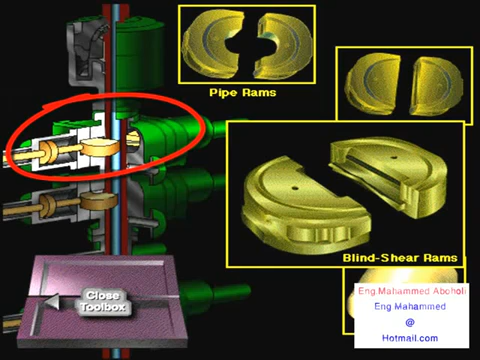 Pipe Rams
Blind-Shear Rams
Close
Toolbox
Eng.Mahammed Aboholi
Eng Mahammed
@
Hotmail.com